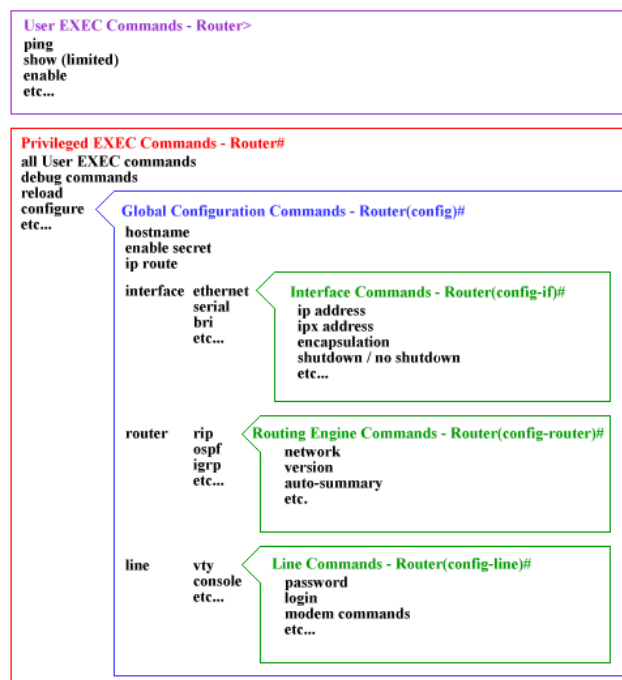 User EXEC Commands - Router>
ping
show (limited)
enable
etc...
Privileged EXEC Commands - Router#
all User EXEC commands
debug commands
reload
configure
etc...
Global Configuration Commands - Router(config)#
hostname
enable secret
ip route
interface ethernet
serial
bri
etc...
Interface Commands - Router(config-if)#
ip address
ipx address
encapsulation
shutdown / no shutdown
etc...
router rip
ospf
igrp
etc...
Routing Engine Commands - Router(config-router)#
network
version
auto-summary
etc.
line vty
console
etc...
Line Commands - Router(config-line)#
password
login
modem commands
etc...